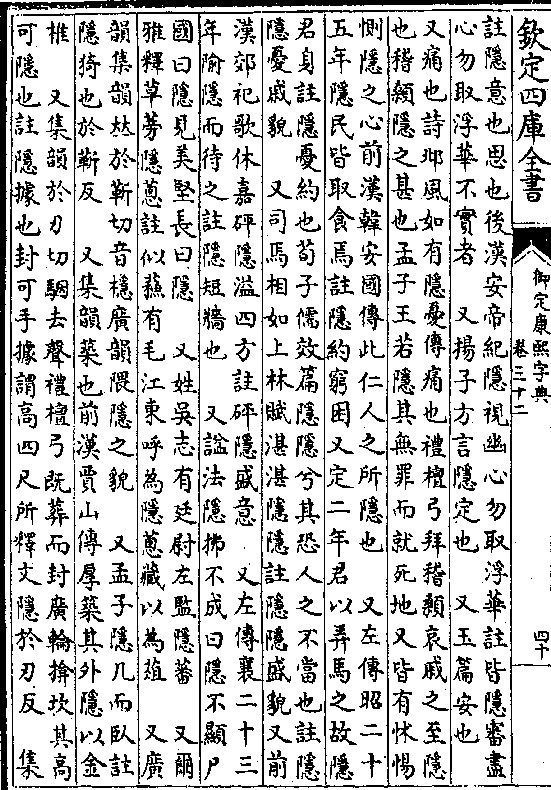 欽定四庫全書
御定康熙字典
卷三十二
四十
註隱意也思也後漢安帝紀隱視幽心勿取浮華註皆隱審盡
心勿取浮華不實者 又揚子方言隱定也 又玉篇安也
又痛也詩邶風如有隱憂傳痛也禮檀弓拜稽顙哀戚之至隱
也稽顙隱之甚也孟子王若隱其無罪而就死地又皆有怵惕
惻隱之心前漢韓安國傳此仁人之所隱也 又左傳昭二十
五年隱民皆取食焉註隱約窮困又定二年君以弄馬之故隱
君身註隱憂約也荀子儒效篇隱隱兮其恐人之不當也註隱
隱憂戚貌 又司馬相如上林賦湛湛隱隱註隱隱盛貌又前
漢郊祀歌休嘉砰隱溢四方註砰隱盛意 又左傳襄二十三
年踰隱而待之註隱短牆也 又諡法隱拂不成曰隱不顯尸
國曰隱見美堅長曰隱 又姓吳志有廷尉左監隱蕃 又爾
雅釋草蒡隱蔥註似蘇有毛江東呼為隱蔥藏以為葅 又廣
韻集韻𠀤於靳切音檼廣韻隈隱之貌 又孟子隱几而臥註
隱猗也於靳反 又集韻築也前漢賈山傳厚築其外隱以金
椎 又集韻於刀切駰去聲禮檀弓既葬而封廣輪揜坎其高
可隱也註隱據也封可手據謂高四尺所釋文隱於刀反 集